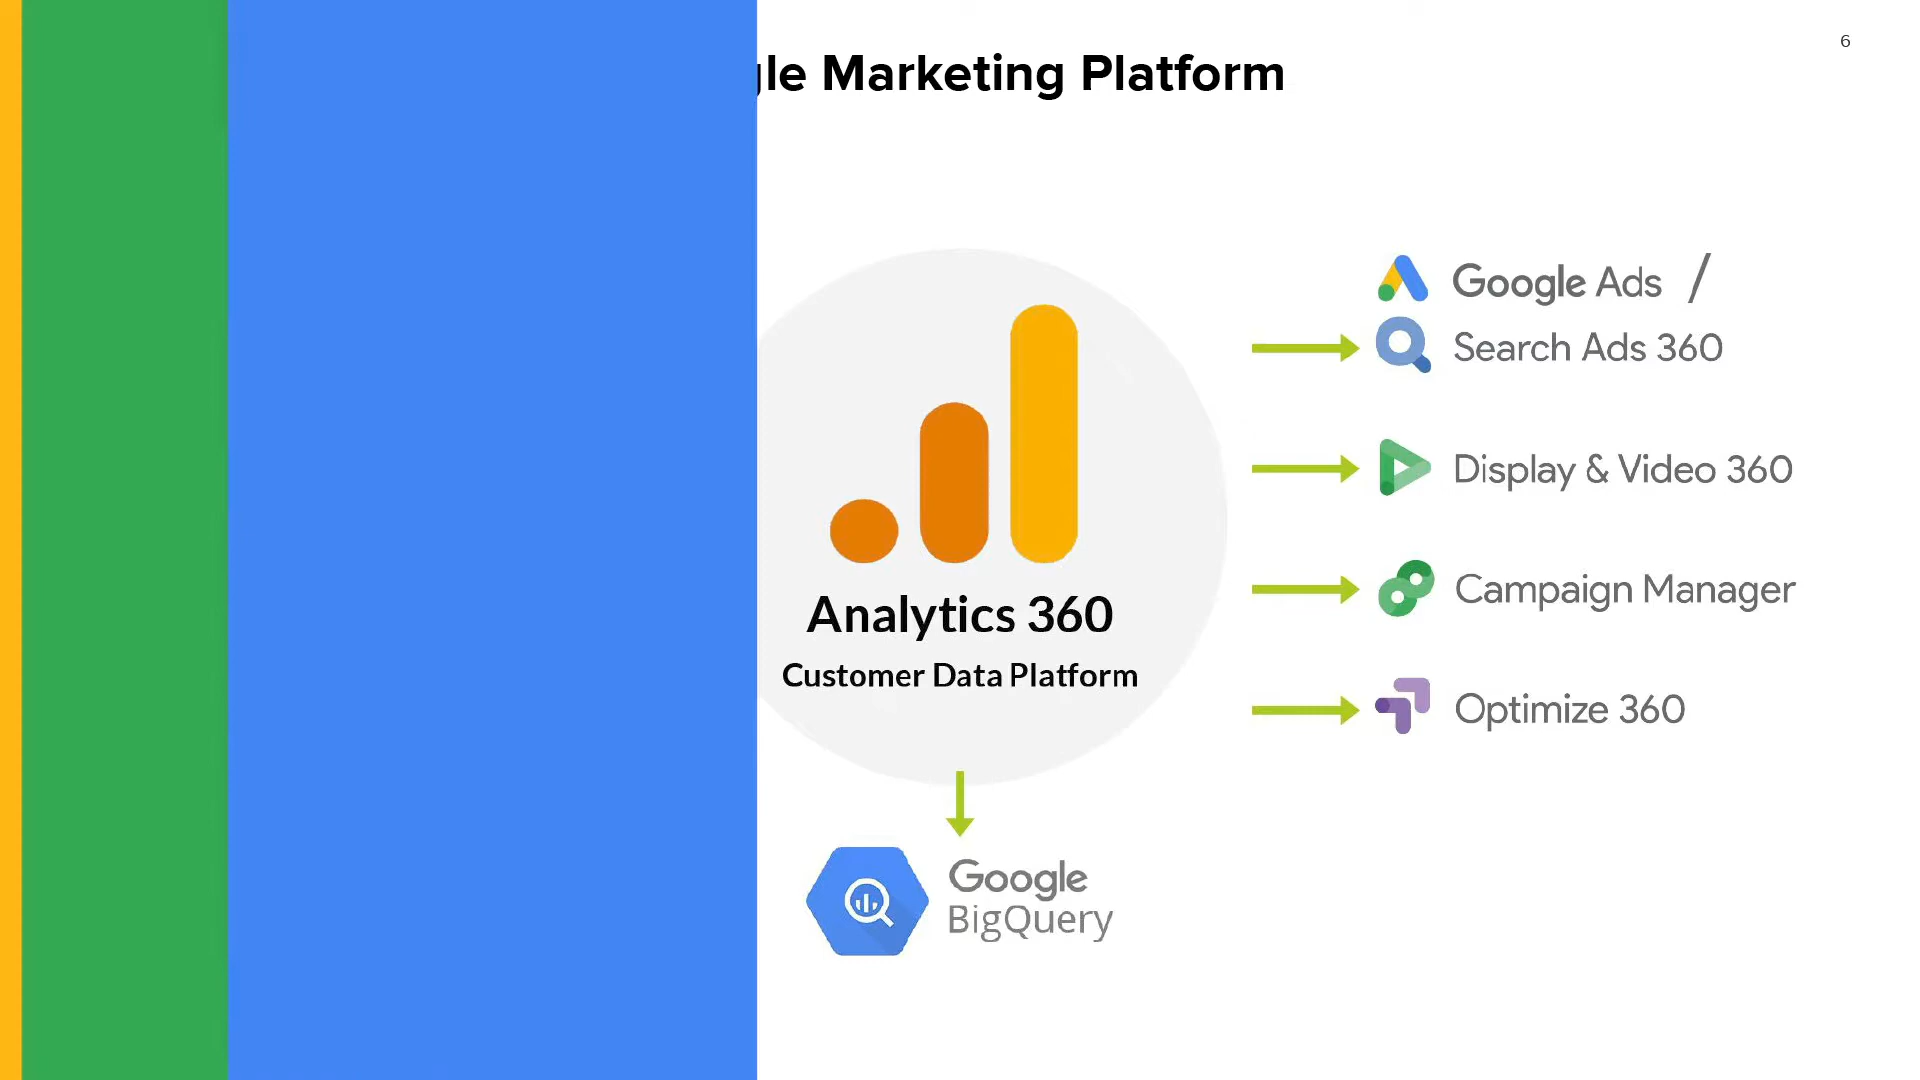 6
le Marketing Platform
Google Ads /
Search Ads 360
Display & Video 360
Campaign Manager
Optimize 360
Analytics 360
Customer Data Platform
Google
BigQuery